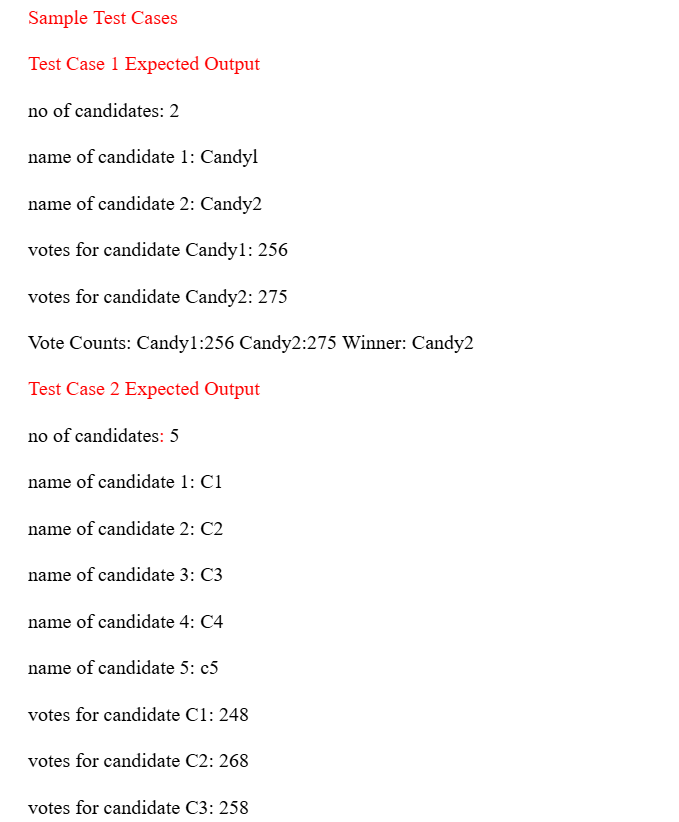 Sample Test Cases
Test Case 1 Expected Output
no of candidates: 2
name of candidate 1: Candyl
name of candidate 2: Candy2
votes for candidate Candy1: 256
votes for candidate Candy2: 275
Vote Counts: Candy1:256 Candy2:275 Winner: Candy2
Test Case 2 Expected Output
no of candidates: 5
name of candidate 1: C1
name of candidate 2: C2
name of candidate 3: C3
name of candidate 4: C4
name of candidate 5: c5
votes for candidate C1: 248
votes for candidate C2: 268
votes for candidate C3: 258